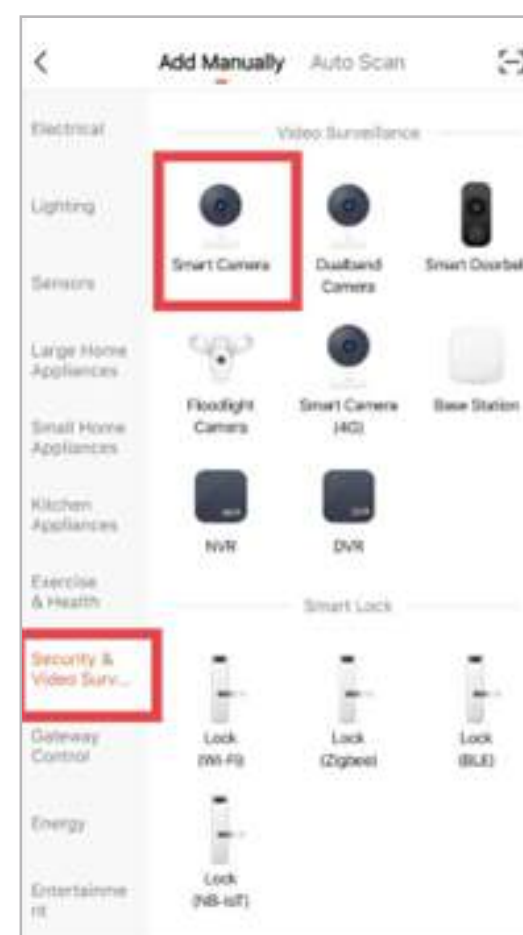 Add Manually Auto Scan
Electrical
Lighting
Sensors
Large Home
Appliances
Small Home
Appliances
Kitchen
Appliances
Exercise
& Health
Security &
Video Surv...
Gateway
Control
Energy
Entertainme
nt
Video Surveillance
Smart Camera
Dualband
Camera
Smart Doorbell
Floodlight
Camera
Smart Camera
(4G)
Base Station
NVR
DVR
Smart Lock
Lock
(Wi-Fi)
Lock
(Zigbee)
Lock
(BLE)
Lock
(NB-IoT)